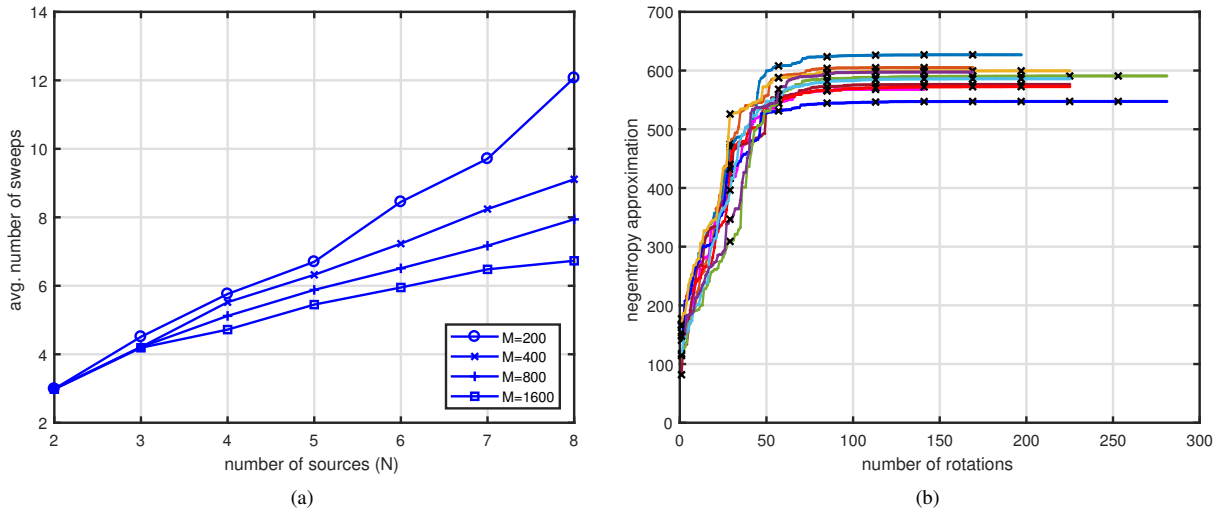 14
12
10
8
6
4
2
avg. number of sweeps
M=200
M=400
M=800
M=1600
2 3 4 5 6 7 8
number of sources (N)
(a)
700
600
500
400
300
200
100
0
negentropy approximation
0 50 100 150 200 250 300
number of rotations
(b)